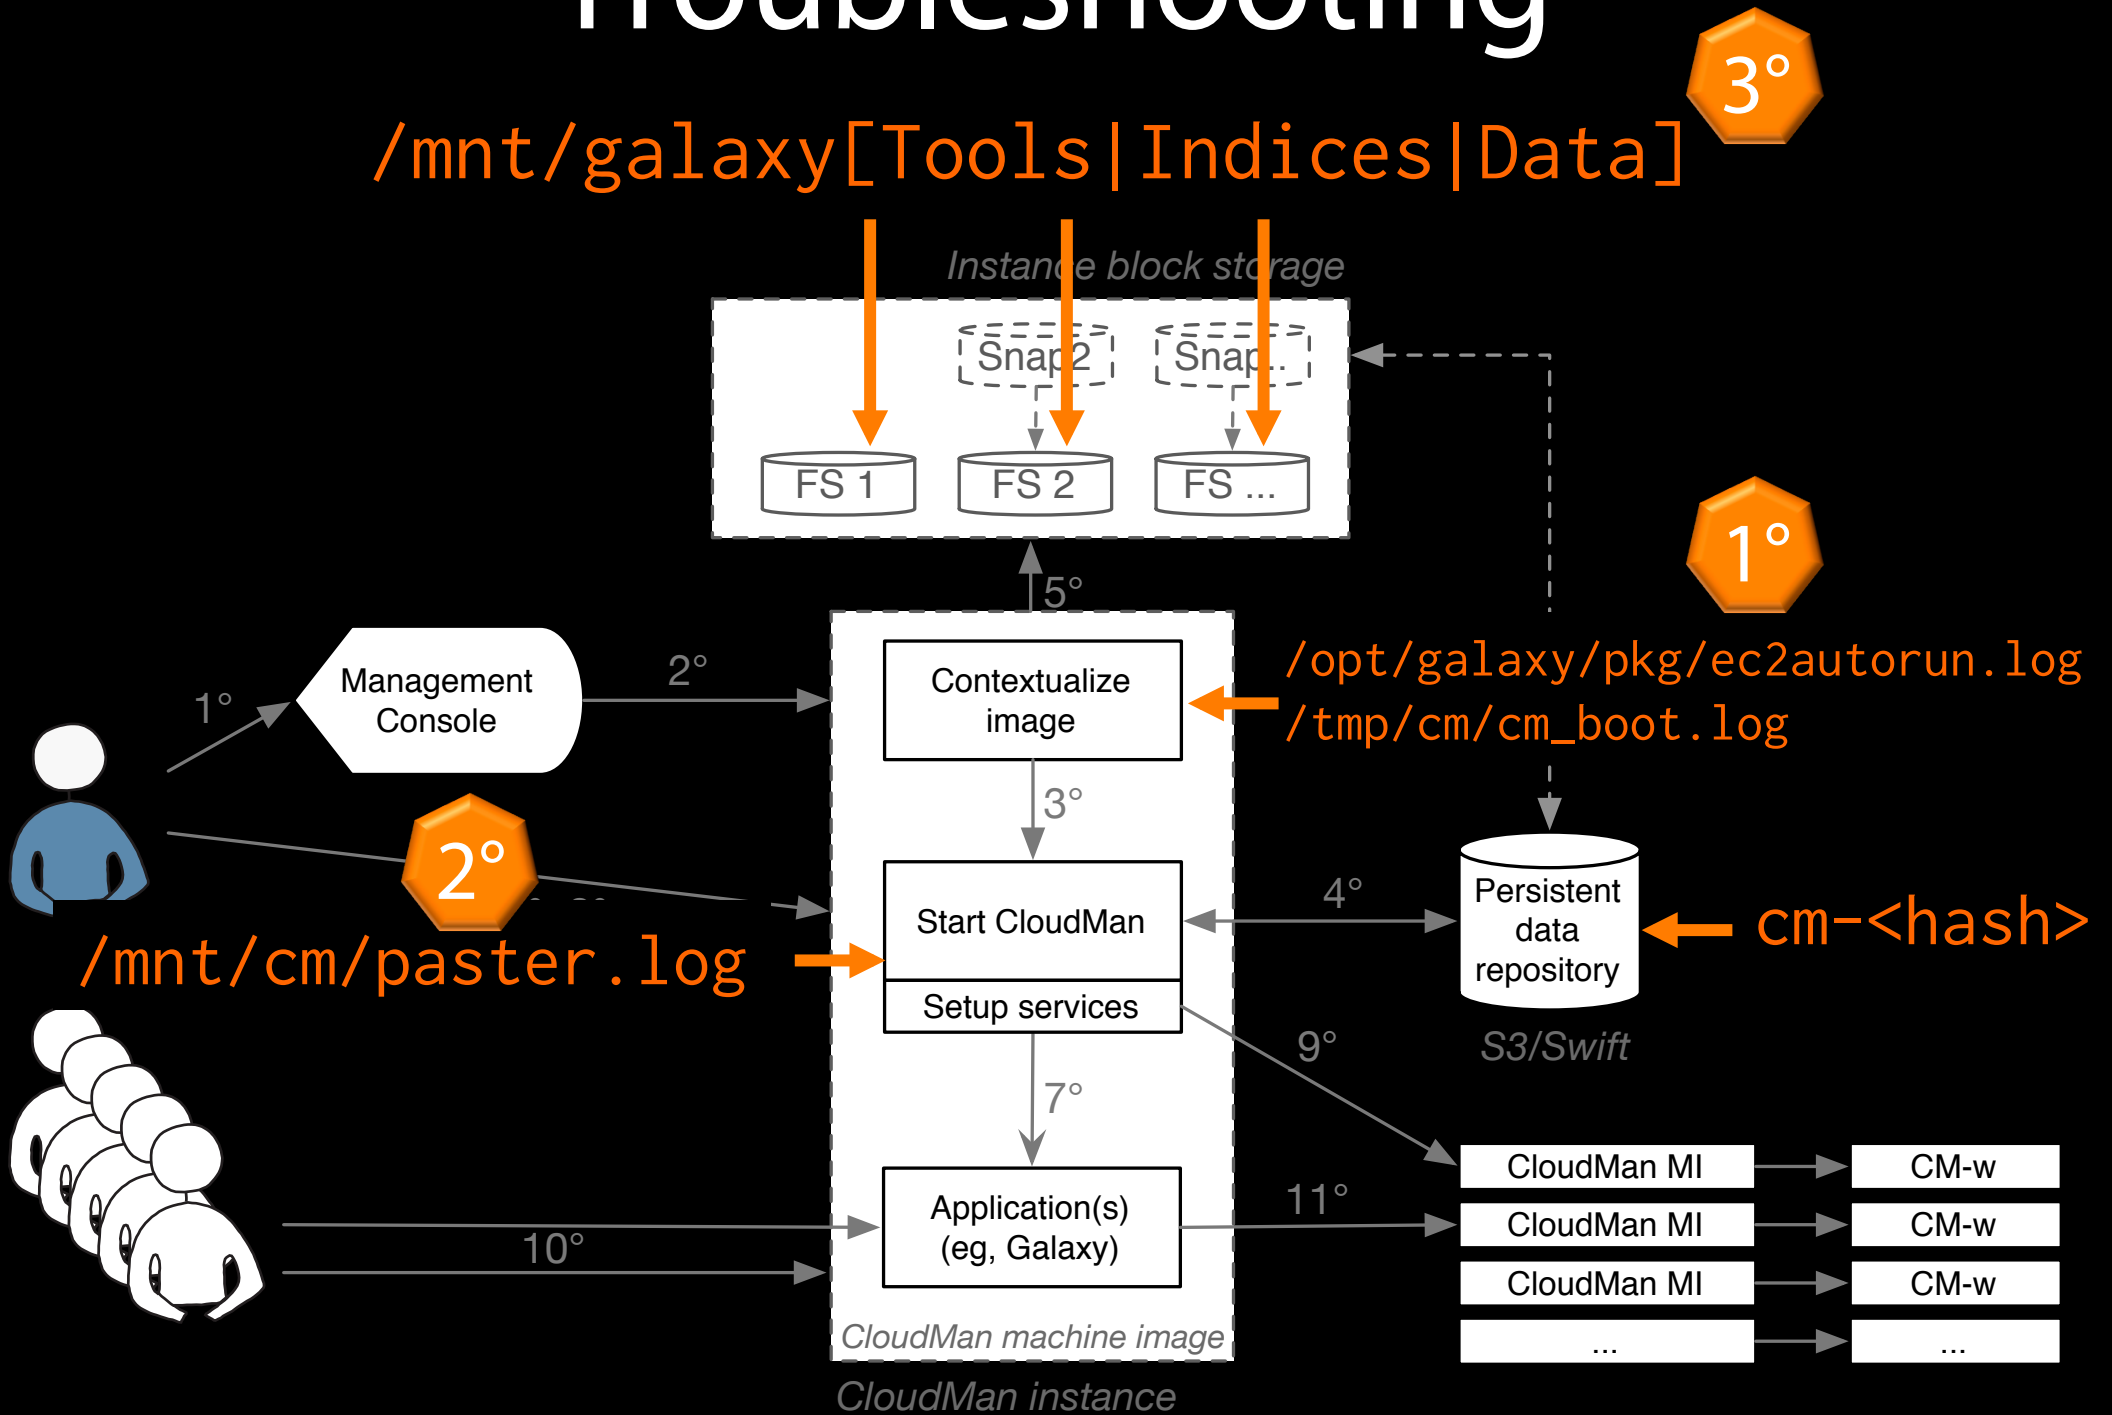 Troubleshooting
3°
/mnt/galaxy[Tools|Indices|Data]
Instance block storage
Snap2
Snap..
FS 1
FS 2
FS ...
1°
5°
/opt/galaxy/pkg/ec2autorun.log
/tmp/cm/cm_boot.log
1°
Management
Console
2°
Contextualize
image
3°
2°
/mnt/cm/paster.log
Start CloudMan
Setup services
4°
Persistent
data
repository
cm-<hash>
S3/Swift
9°
7°
10°
Application(s)
(eg, Galaxy)
11°
CloudMan MI
CM-w
CloudMan MI
CM-w
CloudMan MI
CM-w
...
...
CloudMan machine image
CloudMan instance